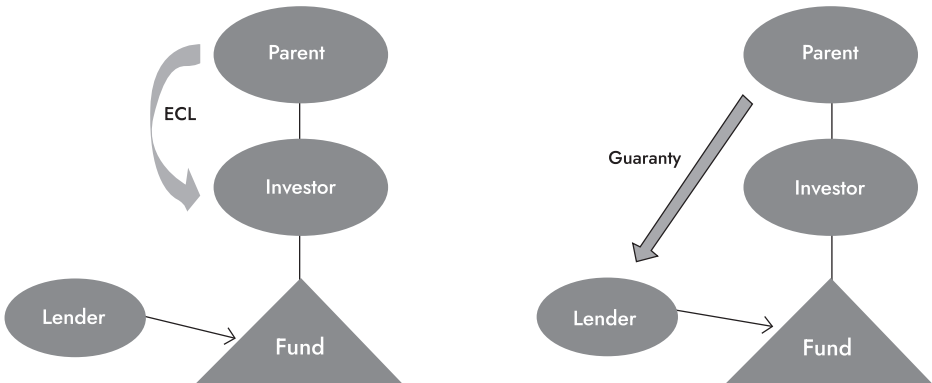 Parent
ECL
Investor
Lender
Fund
Parent
Guaranty
Investor
Lender
Fund